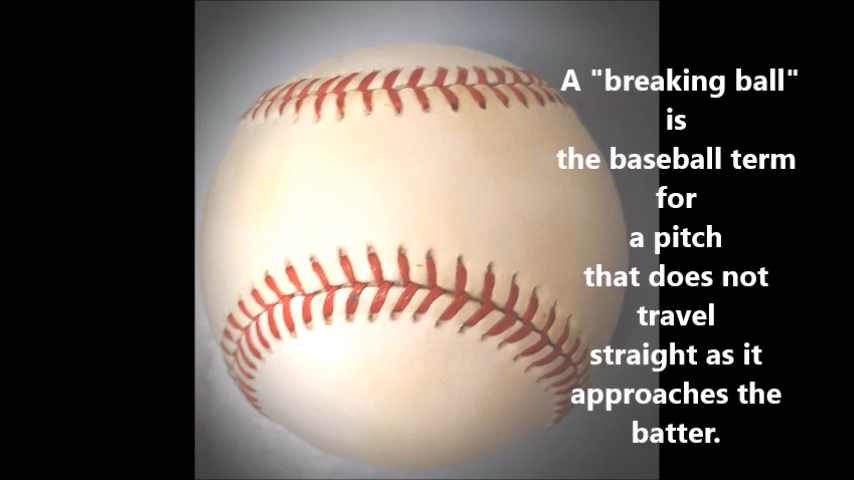 A "breaking ball"
is
the baseball term
for
a pitch
that does not
travel
straight as it
approaches the
batter.